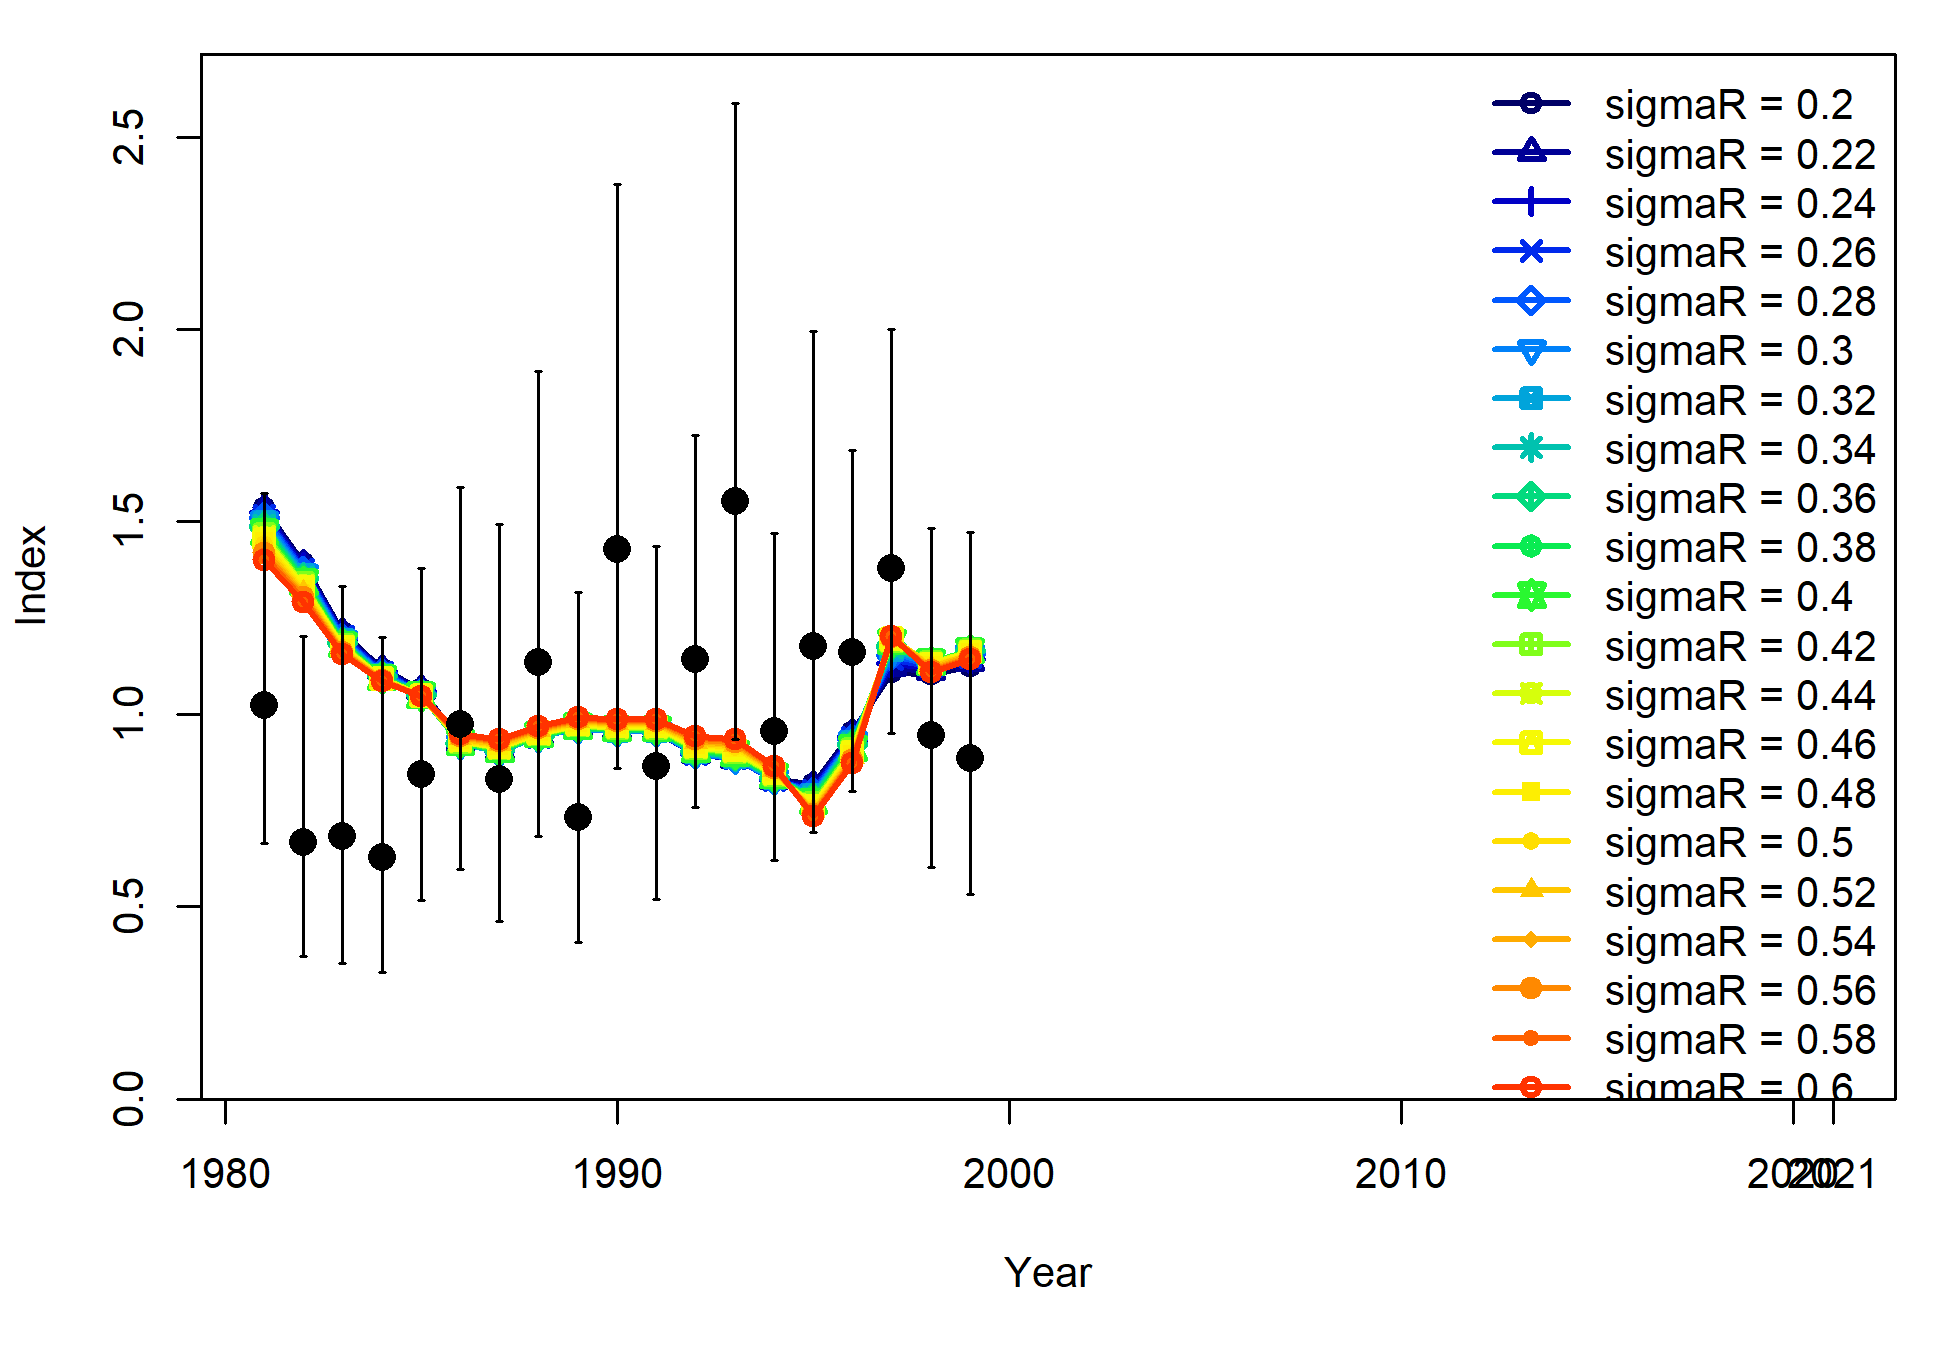 2.5
2.0
1.5
1.0
0.5
0.0
Index
sigmaR = 0.2
sigmaR = 0.22
sigmaR = 0.24
sigmaR = 0.26
sigmaR = 0.28
sigmaR = 0.3
sigmaR = 0.32
sigmaR = 0.34
sigmaR = 0.36
sigmaR = 0.38
sigmaR = 0.4
sigmaR = 0.42
sigmaR = 0.44
sigmaR = 0.46
sigmaR = 0.48
sigmaR = 0.5
sigmaR = 0.52
sigmaR = 0.54
sigmaR = 0.56
sigmaR = 0.58
sigmaR = 0.6
1980 1990 2000 2010 2020 2021
Year